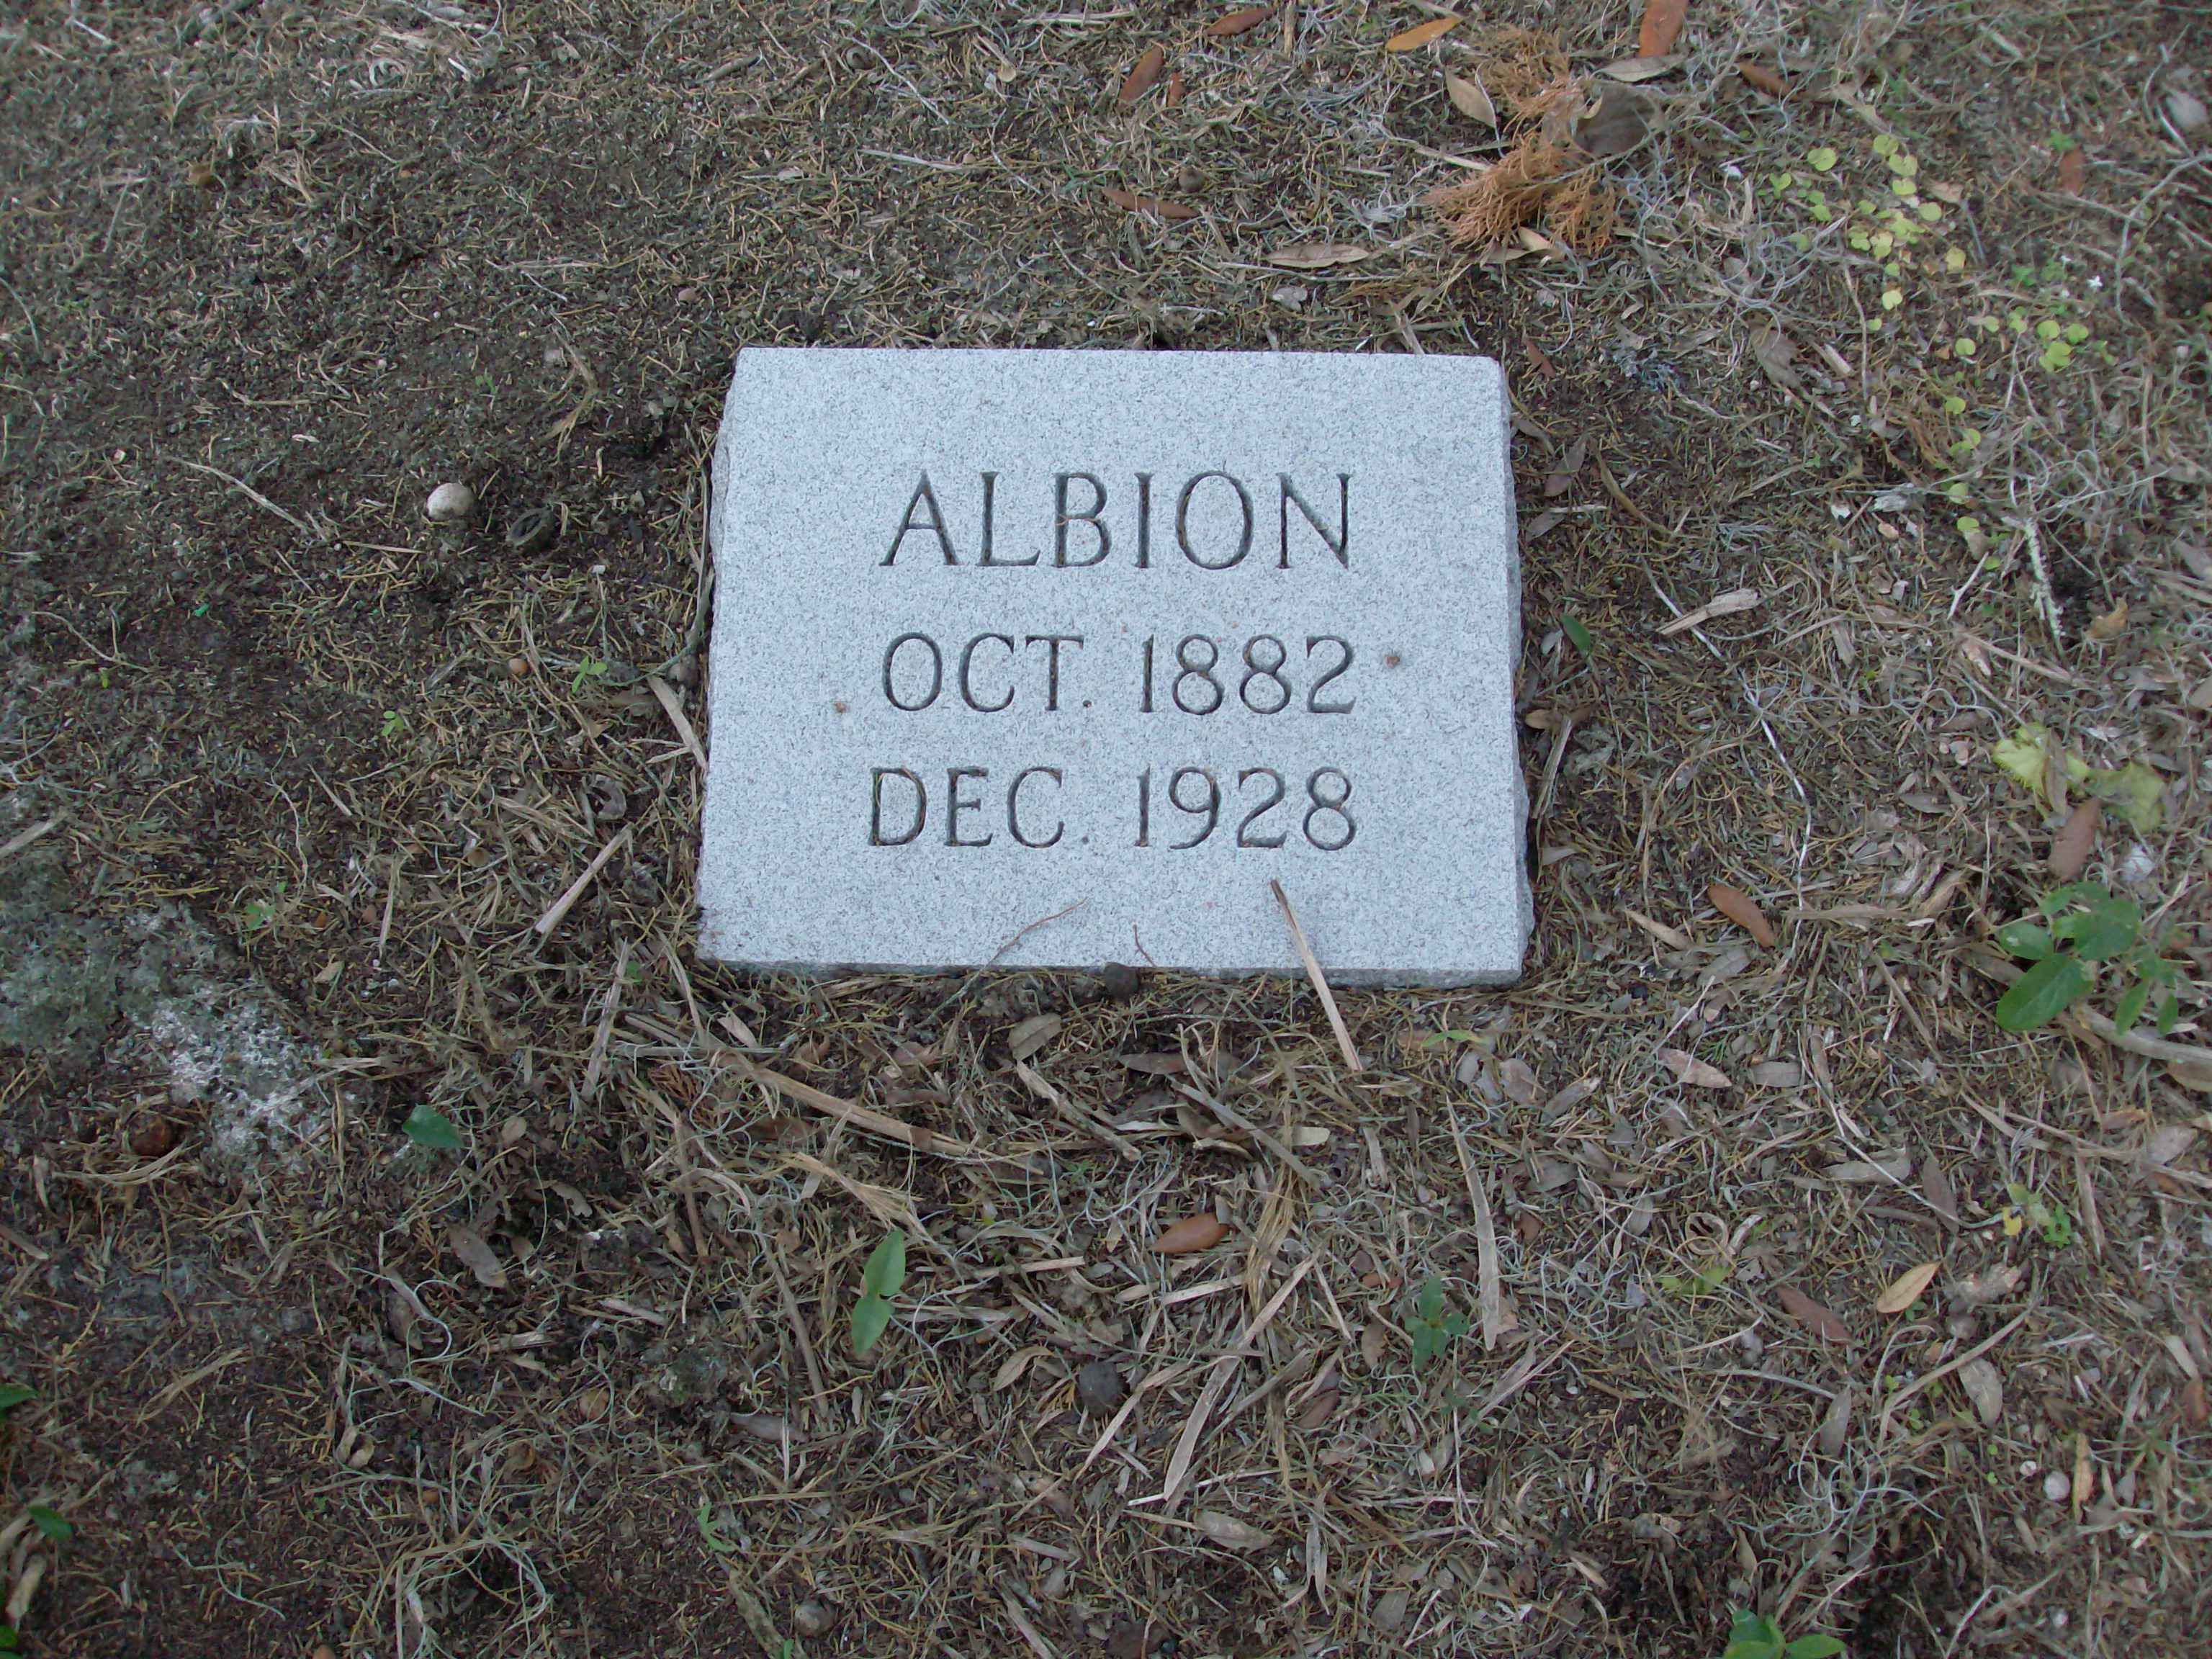 ALBION
OCT. 1882
DEC. 1928